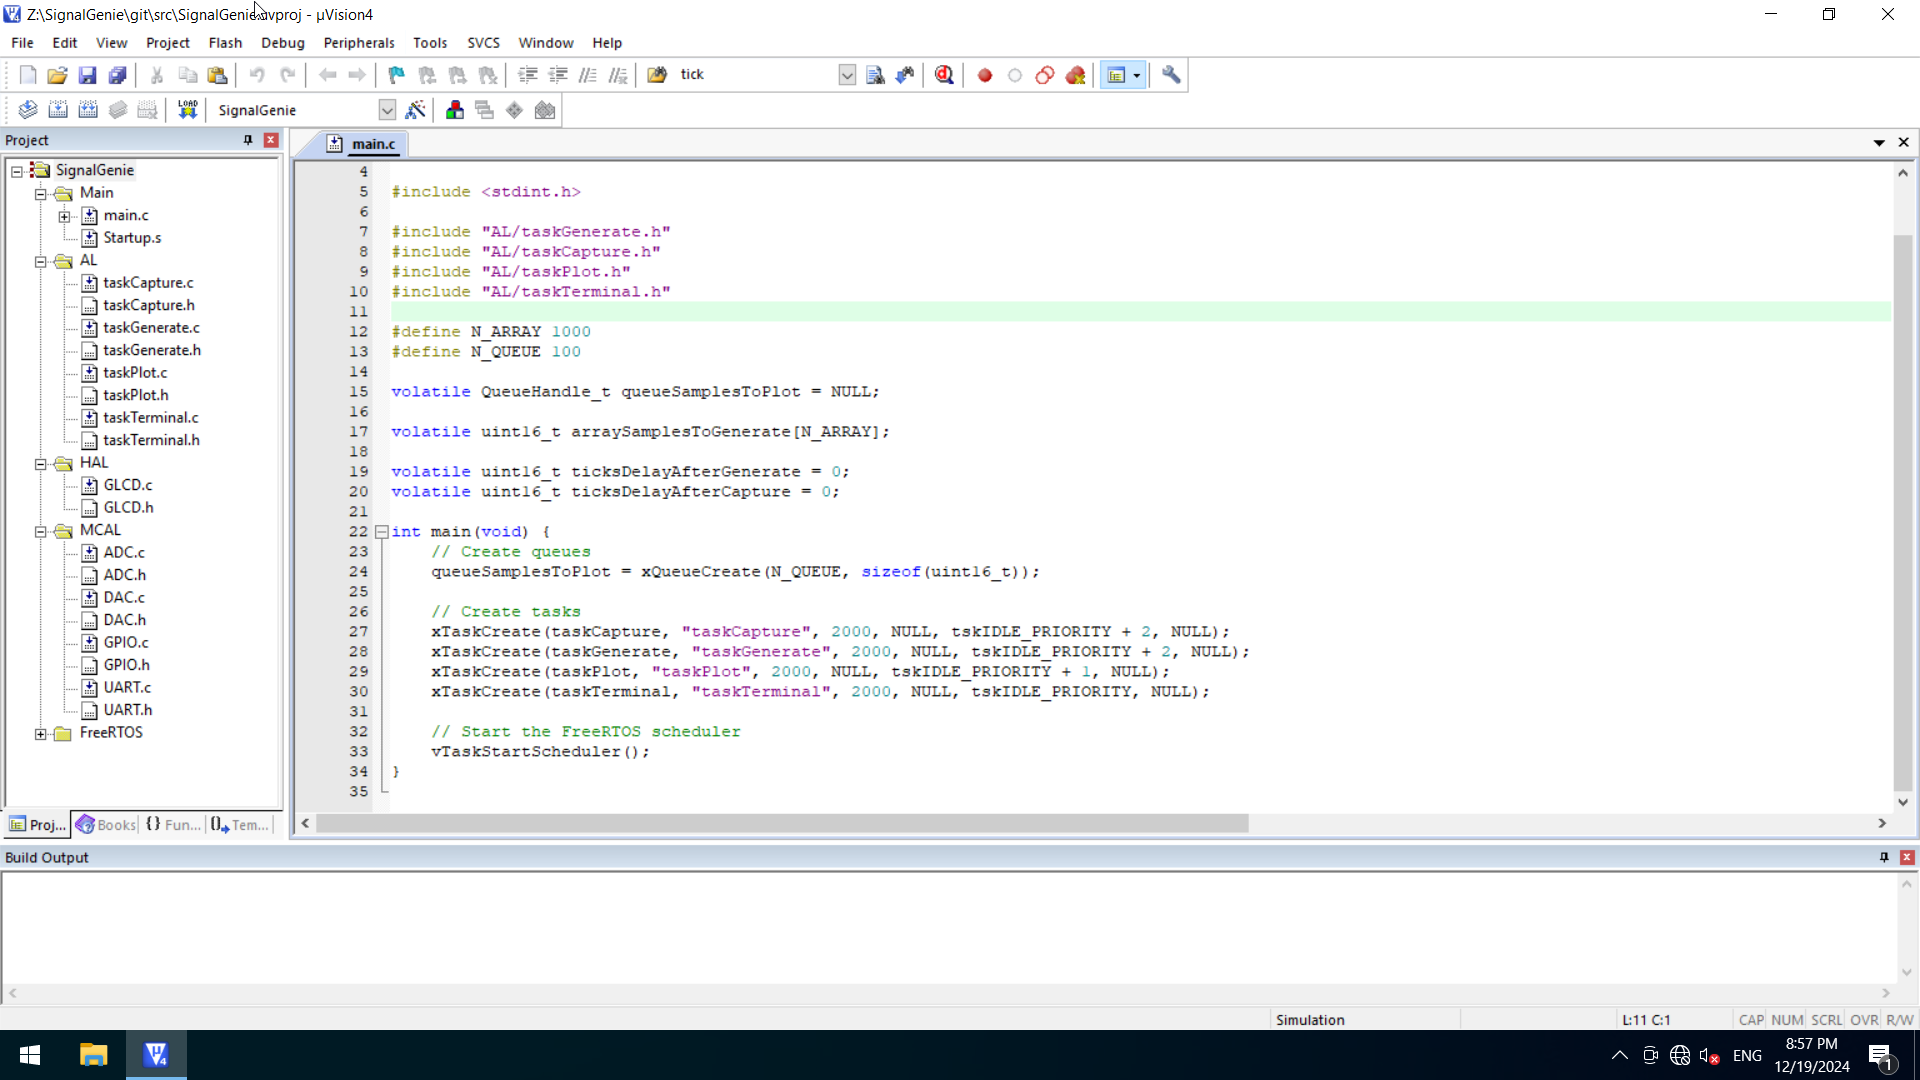 Z:\SignalGenie\git\src\SignalGenie.uvproj - µVision4
File Edit View Project Flash Debug Peripherals Tools SVCS Window Help
tick
LOAD SignalGenie
Project
main.c
SignalGenie
Main
main.c
Startup.s
AL
taskCapture.c
taskCapture.h
taskGenerate.c
taskGenerate.h
taskPlot.c
taskPlot.h
taskTerminal.c
taskTerminal.h
HAL
GLCD.c
GLCD.h
MCAL
ADC.c
ADC.h
DAC.c
DAC.h
GPIO.c
GPIO.h
UART.c
UART.h
FreeRTOS
Proj... Books {} Fun... Tem...
4
5 #include <stdint.h>
6
7 #include "AL/taskGenerate.h"
8 #include "AL/taskCapture.h"
9 #include "AL/taskPlot.h"
10 #include "AL/taskTerminal.h"
11
12 #define N_ARRAY 1000
13 #define N_QUEUE 100
14
15 volatile QueueHandle_t queueSamplesToPlot = NULL;
16
17 volatile uint16_t arraySamplesToGenerate[N_ARRAY];
18
19 volatile uint16_t ticksDelayAfterGenerate = 0;
20 volatile uint16_t ticksDelayAfterCapture = 0;
21
22 int main(void) {
23 // Create queues
24 queueSamplesToPlot = xQueueCreate(N_QUEUE, sizeof(uint16_t));
25
26 // Create tasks
27 xTaskCreate(taskCapture, "taskCapture", 2000, NULL, tskIDLE_PRIORITY + 2, NULL);
28 xTaskCreate(taskGenerate, "taskGenerate", 2000, NULL, tskIDLE_PRIORITY + 2, NULL);
29 xTaskCreate(taskPlot, "taskPlot", 2000, NULL, tskIDLE_PRIORITY + 1, NULL);
30 xTaskCreate(taskTerminal, "taskTerminal", 2000, NULL, tskIDLE_PRIORITY, NULL);
31
32 // Start the FreeRTOS scheduler
33 vTaskStartScheduler();
34 }
35
Build Output
Simulation L:11 C:1 CAP NUM SCRL OVR R/W
ENG 8:57 PM
12/19/2024
1